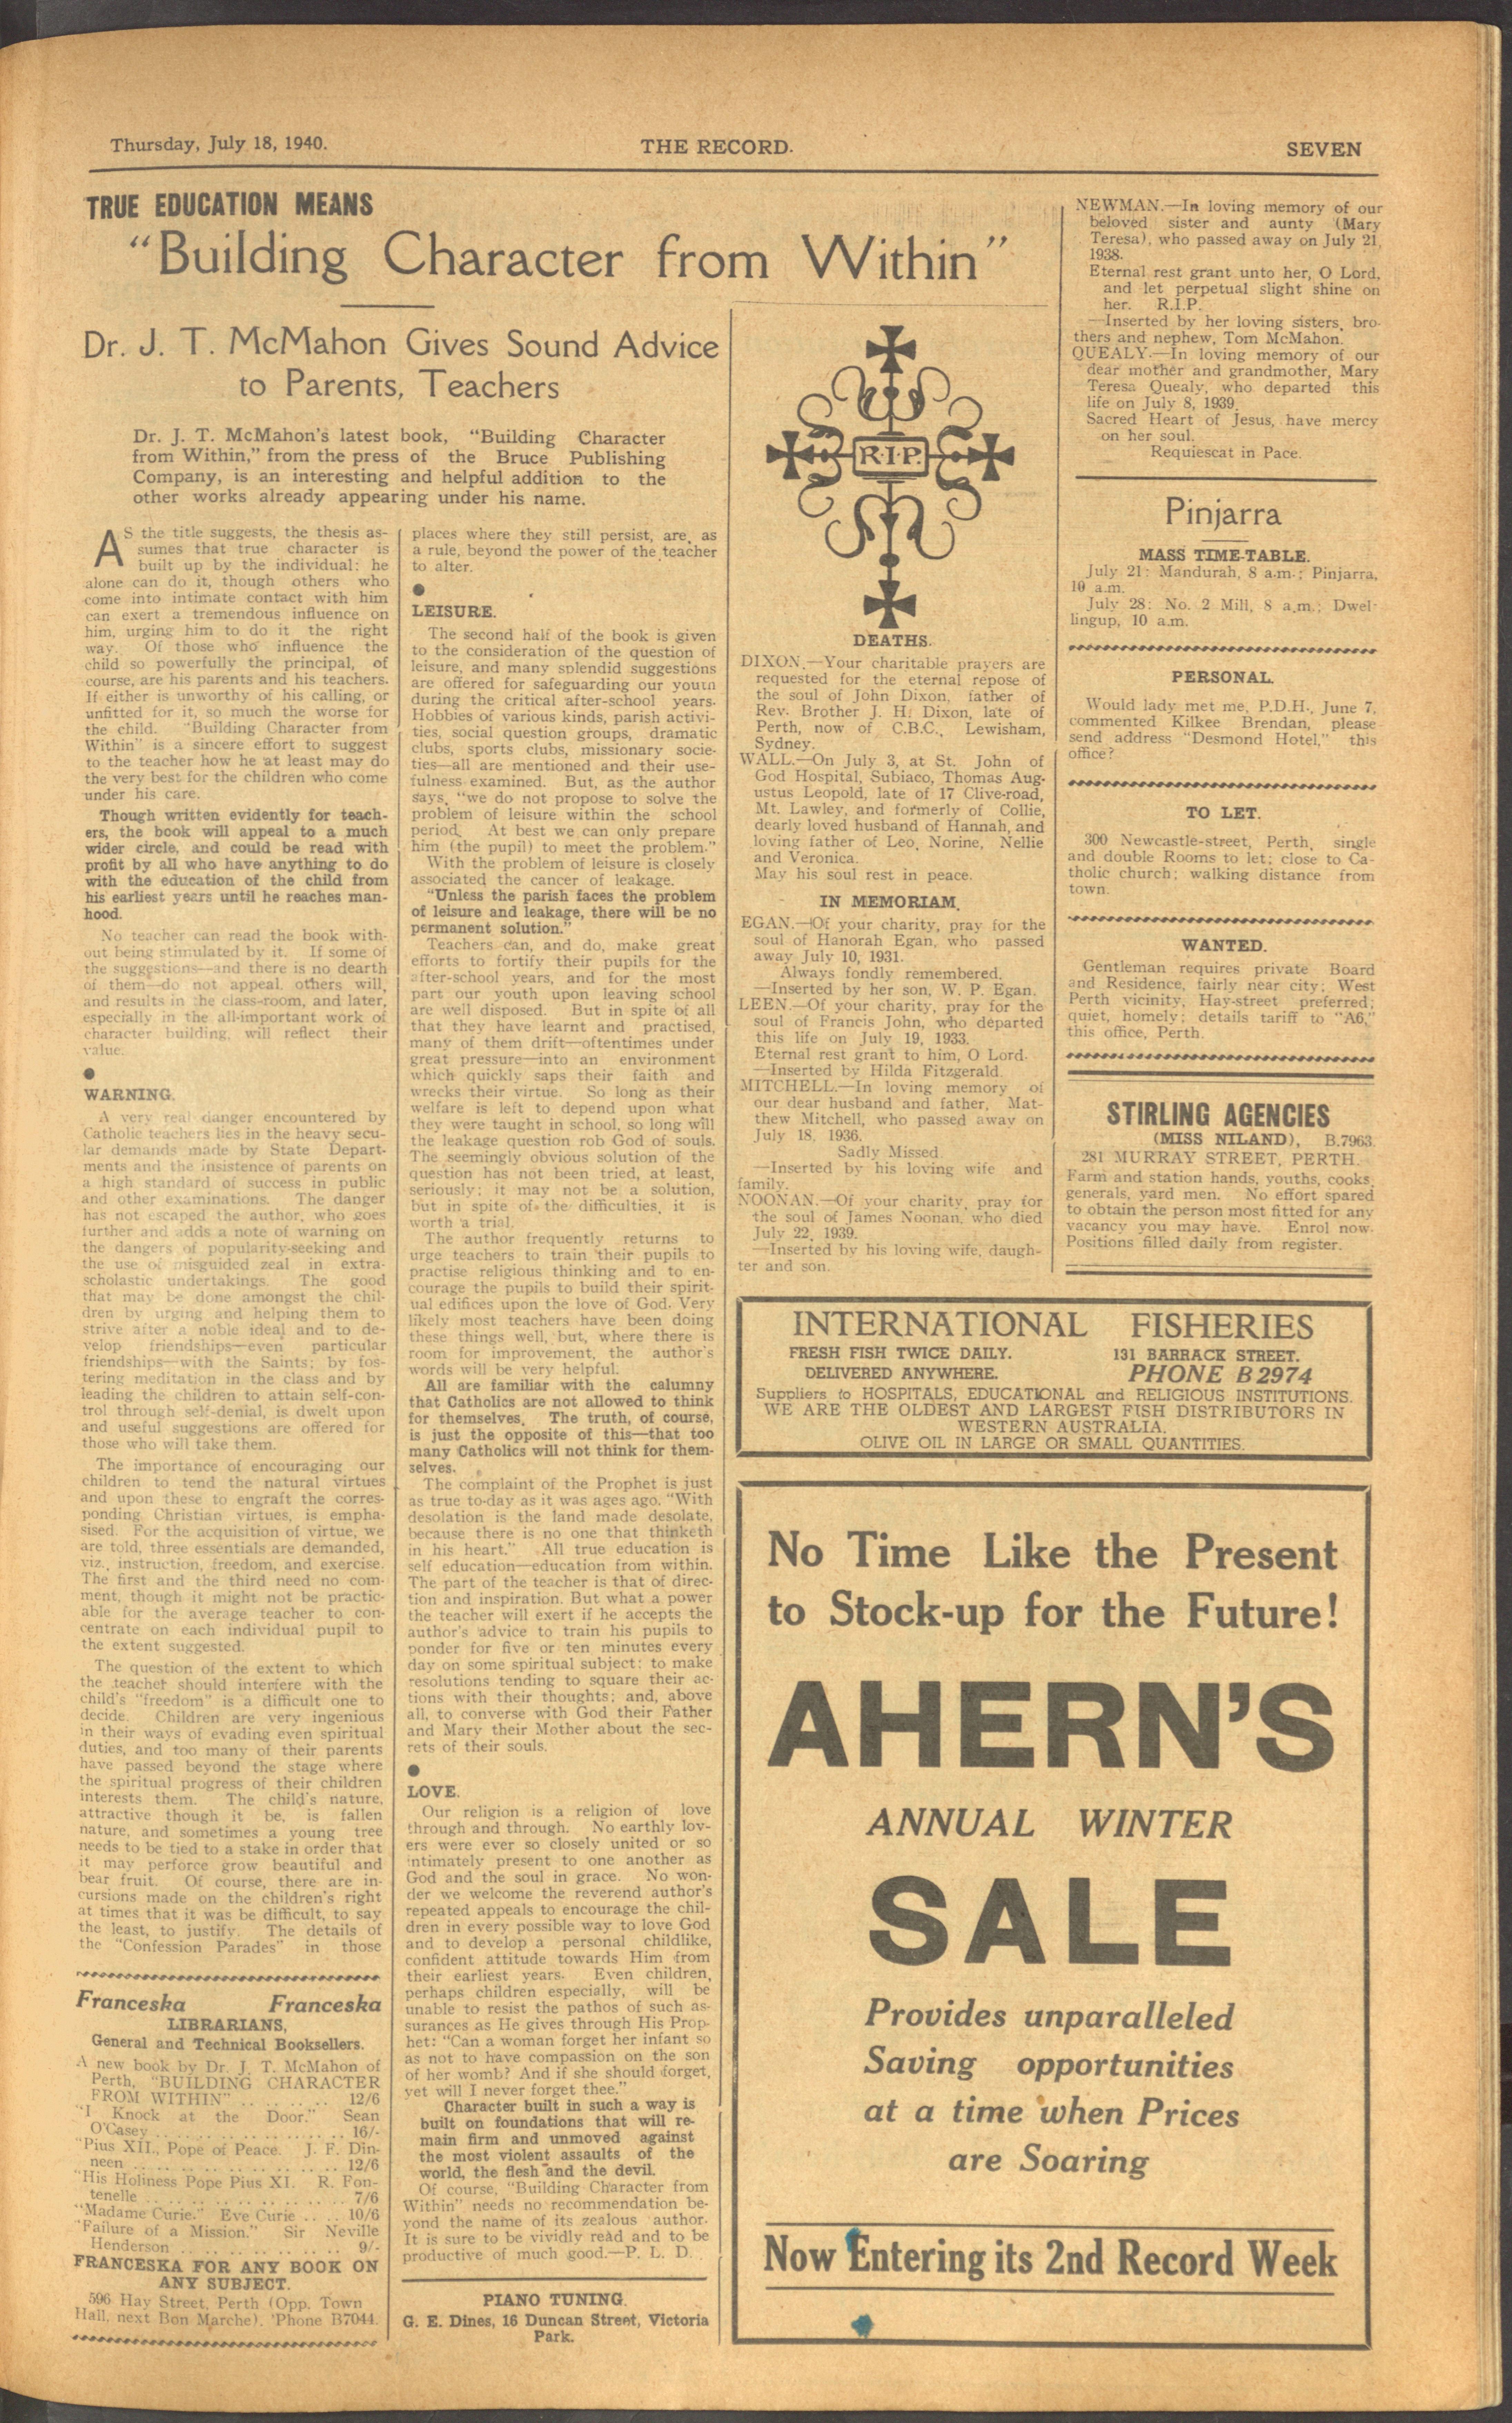 Thursday, July 18, 1940.
THE RECORD.
SEVEN
TRUE EDUCATION MEANS
"Building Character from Within"
Dr. J. T. McMahon Gives Sound Advice
to Parents, Teachers
Dr. J. T. McMahon's latest book, "Building Character
from Within," from the press of the Bruce Publishing
Company, is an interesting and helpful addition to the
other works already appearing under his name.
AS the title suggests, the thesis as-
sumes that true character is
built up by the individual: he
alone can do it, though others who
come into intimate contact with him
can exert a tremendous influence on
him, urging him to do it the right
way. Of those who influence the
child so powerfully the principal, of
course, are his parents and his teachers.
If either is unworthy of his calling, or
unfitted for it, so much the worse for
the child. "Building Character from
Within" is a sincere effort to suggest
to the teacher how he at least may do
the very best for the children who come
under his care.
Though written evidently for teach-
ers, the book will appeal to a much
wider circle, and could be read with
profit by all who have anything to do
with the education of the child from
his earliest years until he reaches man-
hood.
No teacher can read the book with-
out being stimulated by it. If some of
the suggestions—and there is no dearth
of them—do not appeal, others will,
and results in the class-room, and later,
especially in the all-important work of
character building, will reflect their
value.
WARNING.
A very real danger encountered by
Catholic teachers lies in the heavy secu-
lar demands made by State Depart-
ments and the insistence of parents on
a high standard of success in public
and other examinations. The danger
has not escaped the author, who goes
further and adds a note of warning on
the dangers of popularity-seeking and
the use of misguided zeal in extra-
scholastic undertakings. The good
that may be done amongst the chil-
dren by urging and helping them to
strive after a noble ideal and to de-
velop friendships—even particular
friendships—with the Saints; by fos-
tering meditation in the class and by
leading the children to attain self-con-
trol through self-denial, is dwelt upon
and useful suggestions are offered for
those who will take them.
The importance of encouraging our
children to tend the natural virtues
and upon these to engraft the corres-
ponding Christian virtues, is empha-
sised. For the acquisition of virtue, we
are told, three essentials are demanded,
viz., instruction, freedom, and exercise.
The first and the third need no com-
ment, though it might not be practic-
able for the average teacher to con-
centrate on each individual pupil to
the extent suggested.
The question of the extent to which
the teacher should interfere with the
child's "freedom" is a difficult one to
decide. Children are very ingenious
in their ways of evading even spiritual
duties, and too many of their parents
have passed beyond the stage where
the spiritual progress of their children
interests them. The child's nature,
attractive though it be, is fallen
nature, and sometimes a young tree
needs to be tied to a stake in order that
it may perforce grow beautiful and
bear fruit. Of course, there are in-
cursions made on the children's right
at times that it was be difficult, to say
the least, to justify. The details of
the "Confession Parades" in those
Franceska Franceska
LIBRARIANS,
General and Technical Booksellers.
A new book by Dr. J. T. McMahon of
Perth, "BUILDING CHARACTER
FROM WITHIN" .. .. .. .. 12/6
"I Knock at the Door." Sean
O'Casey .. .. .. .. .. .. .. 16/-
"Pius XII., Pope of Peace. J. F. Din-
neen .. .. .. .. .. .. .. .. 12/6
"His Holiness Pope Pius XI. R. Fon-
tenelle .. .. .. .. .. .. .. 7/6
"Madame Curie." Eve Curie .. .. 10/6
"Failure of a Mission." Sir Neville
Henderson .. .. .. .. .. .. 9/-
FRANCESKA FOR ANY BOOK ON
ANY SUBJECT.
596 Hay Street, Perth (Opp. Town
Hall, next Bon Marche). 'Phone B7044.
places where they still persist, are, as
a rule, beyond the power of the teacher
to alter.
LEISURE.
The second half of the book is given
to the consideration of the question of
leisure, and many splendid suggestions
are offered for safeguarding our youth
during the critical after-school years.
Hobbies of various kinds, parish activi-
ties, social question groups, dramatic
clubs, sports clubs, missionary socie-
ties—all are mentioned and their use-
fulness examined. But, as the author
says, "we do not propose to solve the
problem of leisure within the school
period. At best we can only prepare
him (the pupil) to meet the problem."
With the problem of leisure is closely
associated the cancer of leakage.
"Unless the parish faces the problem
of leisure and leakage, there will be no
permanent solution."
Teachers can, and do, make great
efforts to fortify their pupils for the
after-school years, and for the most
part our youth upon leaving school
are well disposed. But in spite of all
that they have learnt and practised,
many of them drift—oftentimes under
great pressure—into an environment
which quickly saps their faith and
wrecks their virtue. So long as their
welfare is left to depend upon what
they were taught in school, so long will
the leakage question rob God of souls.
The seemingly obvious solution of the
question has not been tried, at least,
seriously; it may not be a solution,
but in spite of the difficulties, it is
worth a trial.
The author frequently returns to
urge teachers to train their pupils to
practise religious thinking and to en-
courage the pupils to build their spirit-
ual edifices upon the love of God. Very
likely most teachers have been doing
these things well, but, where there is
room for improvement, the author's
words will be very helpful.
All are familiar with the calumny
that Catholics are not allowed to think
for themselves. The truth, of course,
is just the opposite of this—that too
many Catholics will not think for them-
selves.
The complaint of the Prophet is just
as true to-day as it was ages ago. "With
desolation is the land made desolate,
because there is no one that thinketh
in his heart." All true education is
self education—education from within.
The part of the teacher is that of direc-
tion and inspiration. But what a power
the teacher will exert if he accepts the
author's advice to train his pupils to
ponder for five or ten minutes every
day on some spiritual subject: to make
resolutions tending to square their ac-
tions with their thoughts; and, above
all, to converse with God their Father
and Mary their Mother about the sec-
rets of their souls.
LOVE.
Our religion is a religion of love
through and through. No earthly lov-
ers were ever so closely united or so
intimately present to one another as
God and the soul in grace. No won-
der we welcome the reverend author's
repeated appeals to encourage the chil-
dren in every possible way to love God
and to develop a personal childlike,
confident attitude towards Him from
their earliest years. Even children,
perhaps children especially, will be
unable to resist the pathos of such as-
surances as He gives through His Prop-
het: "Can a woman forget her infant so
as not to have compassion on the son
of her womb? And if she should forget,
yet will I never forget thee."
Character built in such a way is
built on foundations that will re-
main firm and unmoved against
the most violent assaults of the
world, the flesh and the devil.
Of course, "Building Character from
Within" needs no recommendation be-
yond the name of its zealous author.
It is sure to be vividly read and to be
productive of much good.—P. L. D.
PIANO TUNING.
G. E. Dines, 16 Duncan Street, Victoria
Park.
R·I·P.
DEATHS.
DIXON.—Your charitable prayers are
requested for the eternal repose of
the soul of John Dixon, father of
Rev. Brother J. H. Dixon, late of
Perth, now of C.B.C., Lewisham,
Sydney.
WALL.—On July 3, at St. John of
God Hospital, Subiaco, Thomas Aug-
ustus Leopold, late of 17 Clive-road,
Mt. Lawley, and formerly of Collie,
dearly loved husband of Hannah, and
loving father of Leo, Norine, Nellie
and Veronica.
May his soul rest in peace.
IN MEMORIAM.
EGAN.—Of your charity, pray for the
soul of Hanorah Egan, who passed
away July 10, 1931.
Always fondly remembered.
—Inserted by her son, W. P. Egan.
LEEN.—Of your charity, pray for the
soul of Francis John, who departed
this life on July 19, 1933.
Eternal rest grant to him, O Lord.
—Inserted by Hilda Fitzgerald.
MITCHELL.—In loving memory of
our dear husband and father, Mat-
thew Mitchell, who passed away on
July 18, 1936.
Sadly Missed.
—Inserted by his loving wife and
family.
NOONAN.—Of your charity, pray for
the soul of James Noonan, who died
July 22, 1939.
—Inserted by his loving wife, daugh-
ter and son.
NEWMAN.—In loving memory of our
beloved sister and aunty (Mary
Teresa), who passed away on July 21,
1938.
Eternal rest grant unto her, O Lord,
and let perpetual slight shine on
her. R.I.P.
—Inserted by her loving sisters, bro-
thers and nephew, Tom McMahon.
QUEALY.—In loving memory of our
dear mother and grandmother, Mary
Teresa Quealy, who departed this
life on July 8, 1939.
Sacred Heart of Jesus, have mercy
on her soul.
Requiescat in Pace.
Pinjarra
MASS TIME-TABLE.
July 21: Mandurah, 8 a.m.; Pinjarra,
10 a.m.
July 28: No. 2 Mill, 8 a.m.; Dwel-
lingup, 10 a.m.
PERSONAL.
Would lady met me, P.D.H., June 7,
commented Kilkee Brendan, please
send address "Desmond Hotel," this
office?
TO LET.
300 Newcastle-street, Perth, single
and double Rooms to let; close to Ca-
tholic church; walking distance from
town.
WANTED.
Gentleman requires private Board
and Residence, fairly near city; West
Perth vicinity, Hay-street preferred;
quiet, homely; details tariff to "A6,"
this office, Perth.
STIRLING AGENCIES
(MISS NILAND), B.7963.
281 MURRAY STREET, PERTH.
Farm and station hands, youths, cooks,
generals, yard men. No effort spared
to obtain the person most fitted for any
vacancy you may have. Enrol now.
Positions filled daily from register.
INTERNATIONAL FISHERIES
FRESH FISH TWICE DAILY. 131 BARRACK STREET.
DELIVERED ANYWHERE. PHONE B2974
Suppliers to HOSPITALS, EDUCATIONAL and RELIGIOUS INSTITUTIONS.
WE ARE THE OLDEST AND LARGEST FISH DISTRIBUTORS IN
WESTERN AUSTRALIA.
OLIVE OIL IN LARGE OR SMALL QUANTITIES.
No Time Like the Present
to Stock-up for the Future!
AHERN'S
ANNUAL WINTER
SALE
Provides unparalleled
Saving opportunities
at a time when Prices
are Soaring
Now Entering its 2nd Record Week